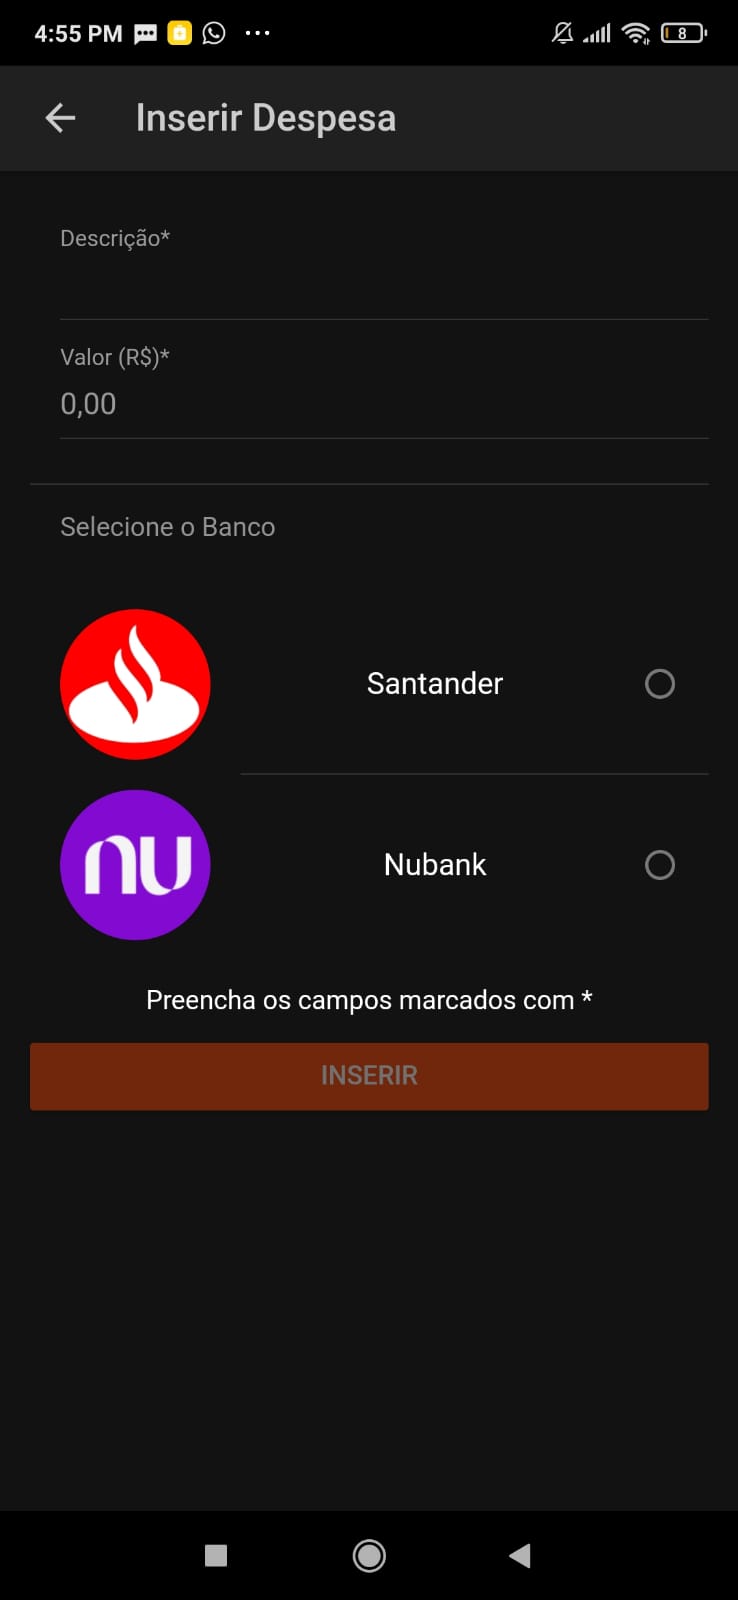 4:55 PM
8
Inserir Despesa
Descrição*
Valor (R$)*
0,00
Selecione o Banco
Santander
nu
Nubank
Preencha os campos marcados com *
INSERIR